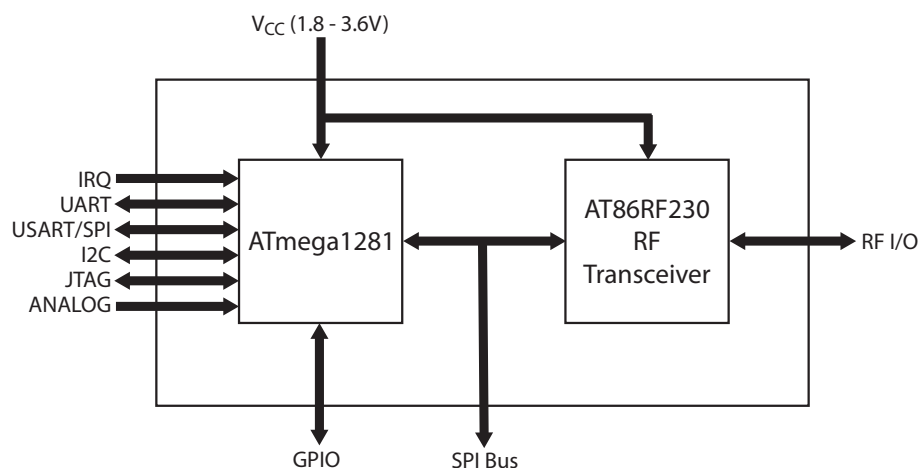 VCC (1.8 - 3.6V)
IRQ
UART
USART/SPI
I2C
JTAG
ANALOG
ATmega1281
AT86RF230
RF
Transceiver
RF I/O
GPIO
SPI Bus